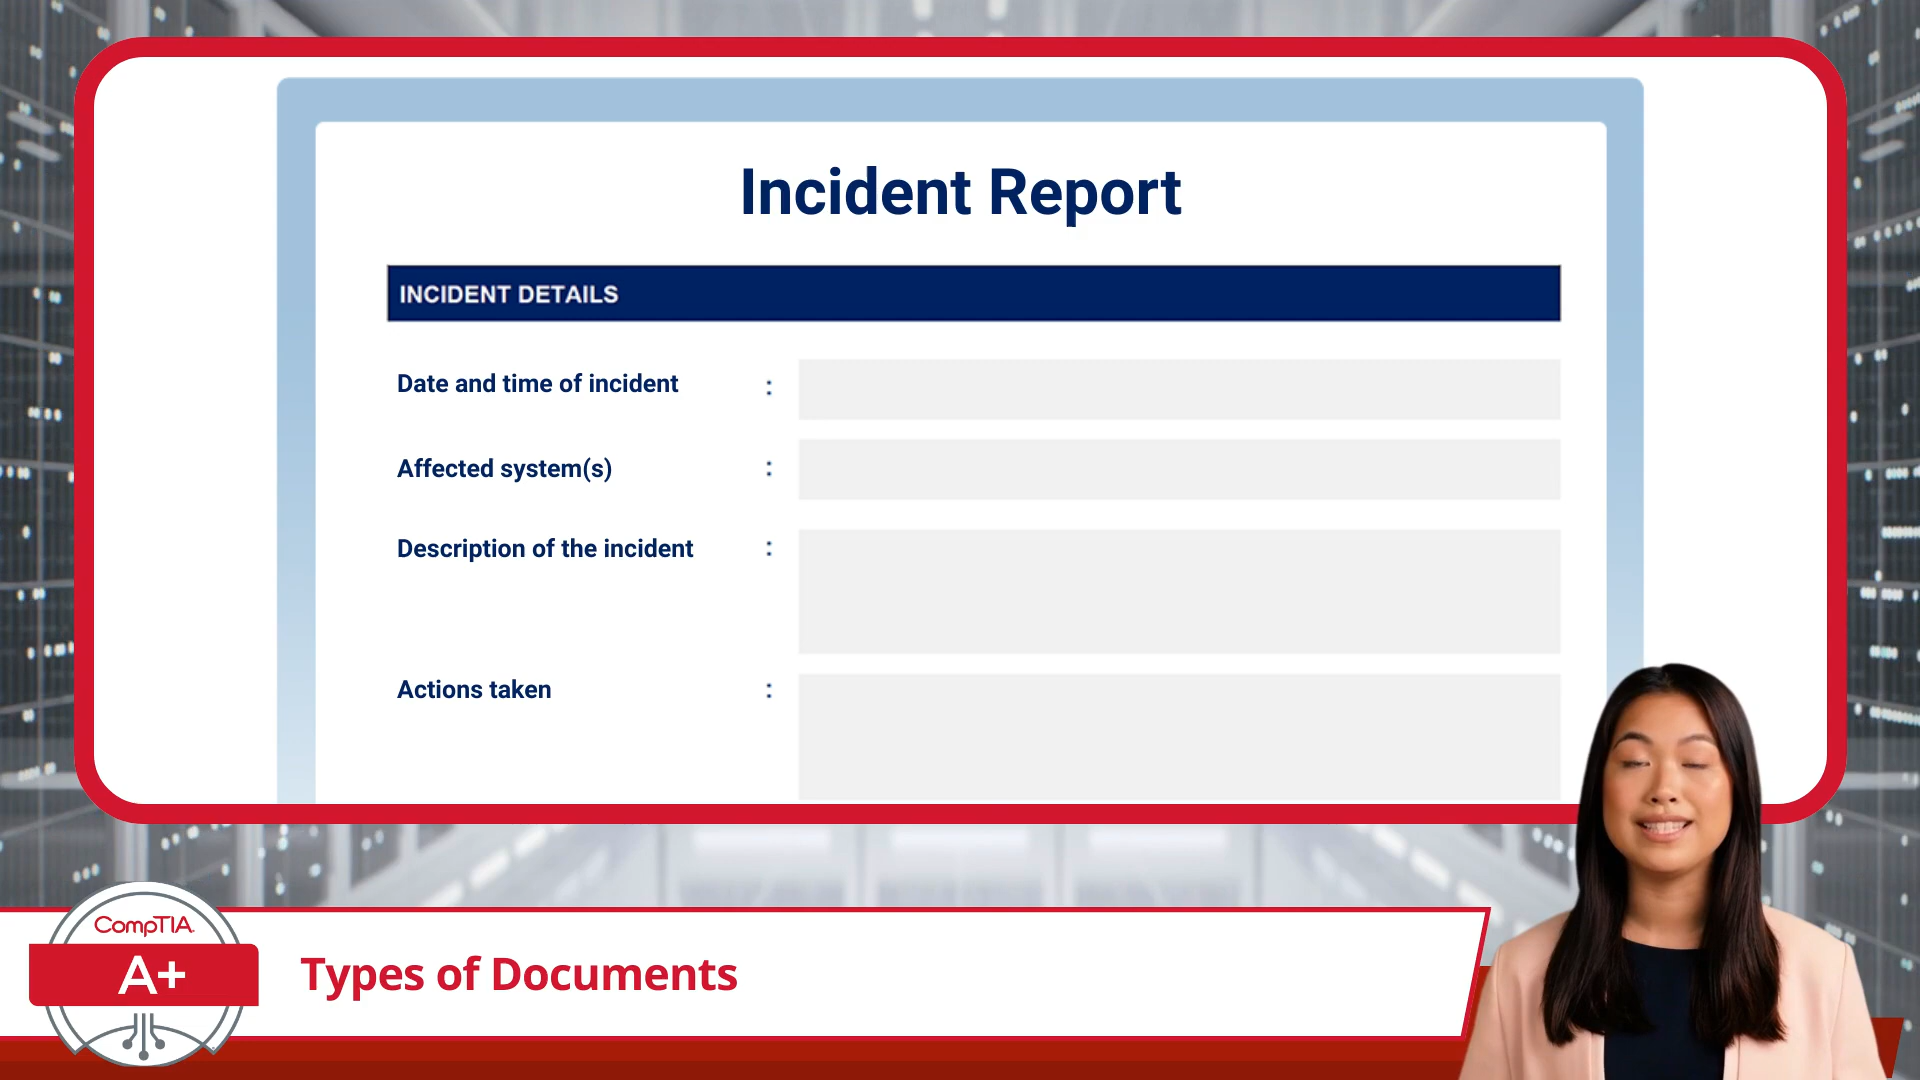 Incident Report
INCIDENT DETAILS
Date and time of incident :
Affected system(s) :
Description of the incident :
Actions taken :
CompTIA.
A+
Types of Documents